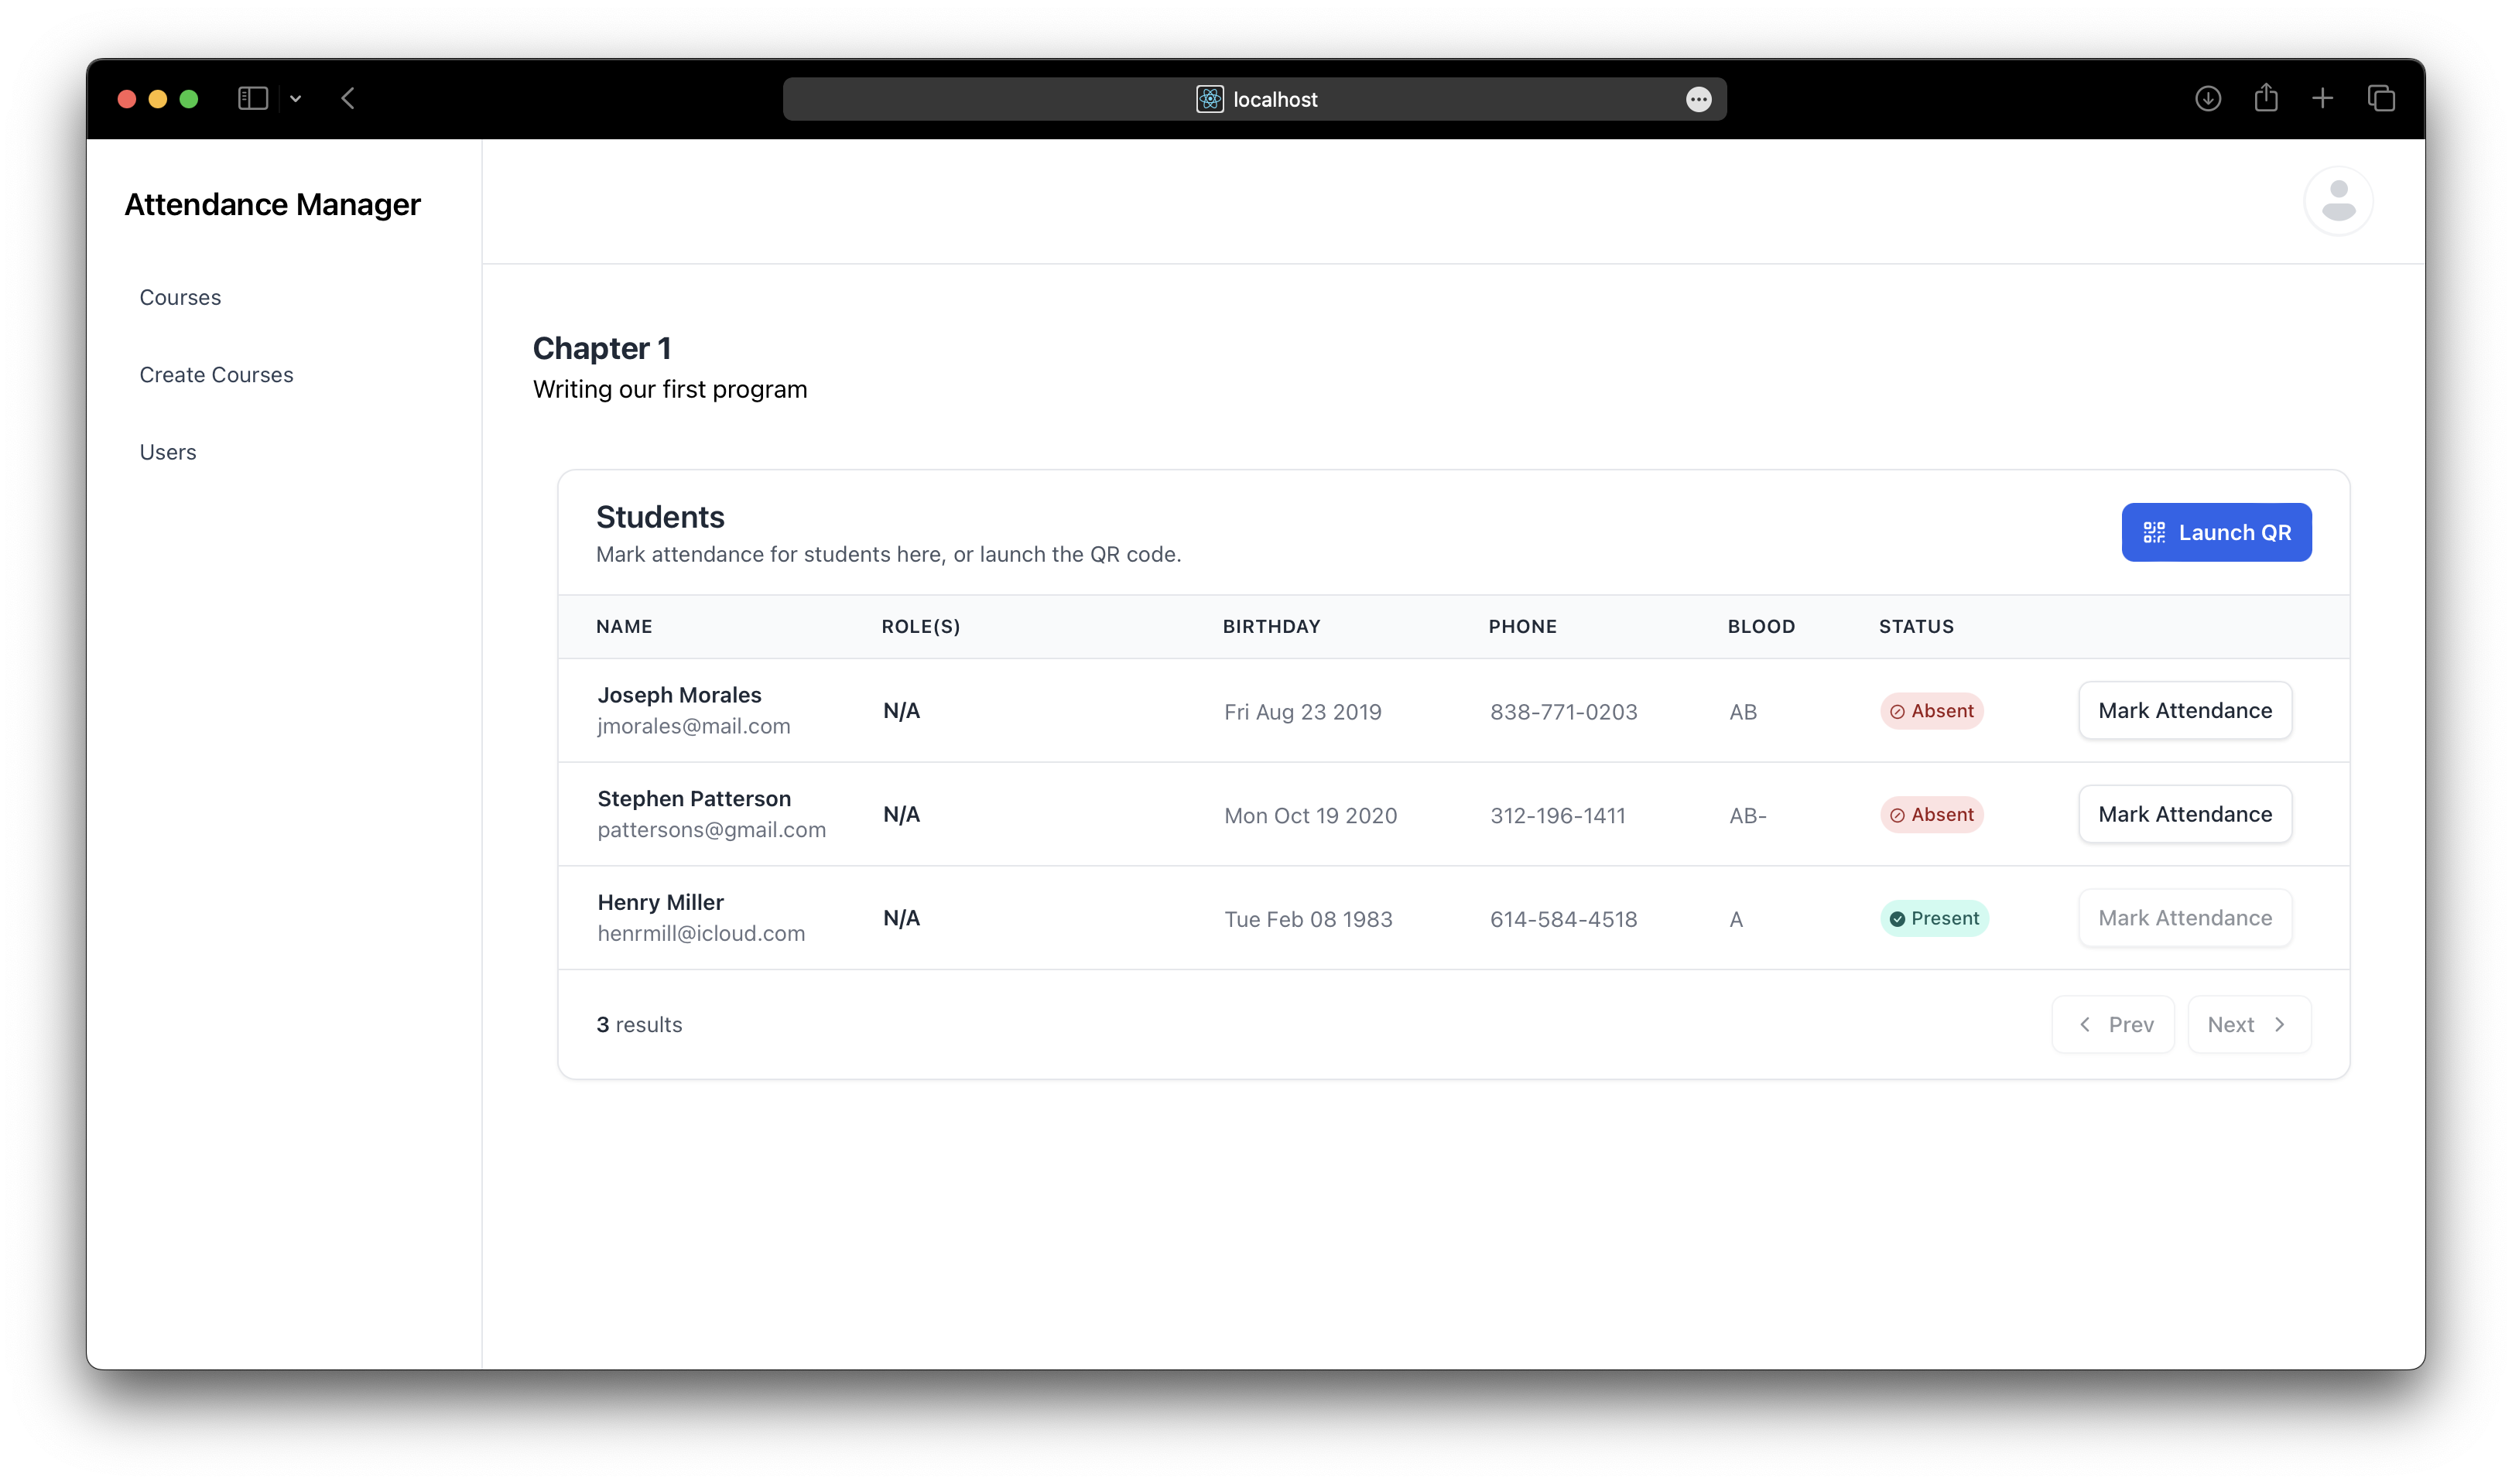 localhost
Attendance Manager
Courses
Create Courses
Users
Chapter 1
Writing our first program
Students
Mark attendance for students here, or launch the QR code.
Launch QR
NAME ROLE(S) BIRTHDAY PHONE BLOOD STATUS
Joseph Morales
jmorales@mail.com
N/A Fri Aug 23 2019 838-771-0203 AB Absent Mark Attendance
Stephen Patterson
pattersons@gmail.com
N/A Mon Oct 19 2020 312-196-1411 AB- Absent Mark Attendance
Henry Miller
henrmill@icloud.com
N/A Tue Feb 08 1983 614-584-4518 A Present Mark Attendance
3 results
Prev Next